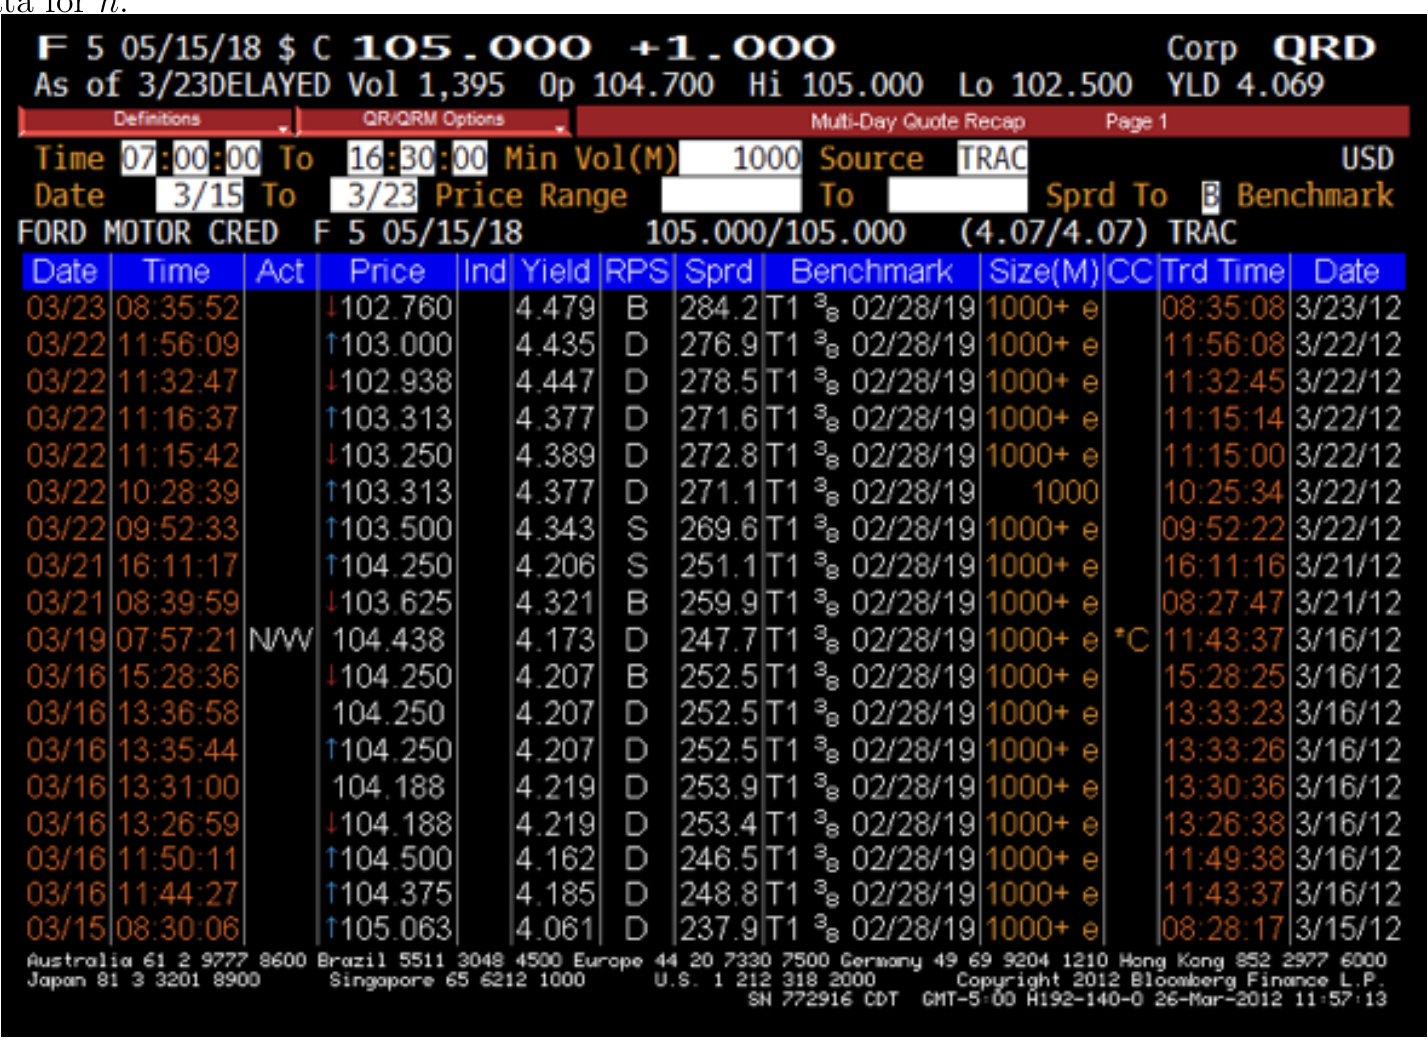 ta for n.
F 5 05/15/18 $ C 105.000 +1.000 Corp QRD
As of 3/23DELAYED Vol 1,395 Op 104.700 Hi 105.000 Lo 102.500 YLD 4.069
Definitions QR/QRM Options Multi-Day Quote Recap Page 1
Time 07:00:00 To 16:30:00 Min Vol(M) 1000 Source TRAC USD
Date 3/15 To 3/23 Price Range To Sprd To B Benchmark
FORD MOTOR CRED F 5 05/15/18 105.000/105.000 (4.07/4.07) TRAC
Date Time Act Price Ind Yield RPS Sprd Benchmark Size(M) CC Trd Time Date
03/23 08:35:52 ↓102.760 4.479 B 284.2 T1 3/8 02/28/19 1000+ e 08:35:08 3/23/12
03/22 11:56:09 ↑103.000 4.435 D 276.9 T1 3/8 02/28/19 1000+ e 11:56:08 3/22/12
03/22 11:32:47 ↓102.938 4.447 D 278.5 T1 3/8 02/28/19 1000+ e 11:32:45 3/22/12
03/22 11:16:37 ↑103.313 4.377 D 271.6 T1 3/8 02/28/19 1000+ e 11:15:14 3/22/12
03/22 11:15:42 ↓103.250 4.389 D 272.8 T1 3/8 02/28/19 1000+ e 11:15:00 3/22/12
03/22 10:28:39 ↑103.313 4.377 D 271.1 T1 3/8 02/28/19 1000 10:25:34 3/22/12
03/22 09:52:33 ↑103.500 4.343 S 269.6 T1 3/8 02/28/19 1000+ e 09:52:22 3/22/12
03/21 16:11:17 ↑104.250 4.206 S 251.1 T1 3/8 02/28/19 1000+ e 16:11:16 3/21/12
03/21 08:39:59 ↓103.625 4.321 B 259.9 T1 3/8 02/28/19 1000+ e 08:27:47 3/21/12
03/19 07:57:21 N/W 104.438 4.173 D 247.7 T1 3/8 02/28/19 1000+ e *C 11:43:37 3/16/12
03/16 15:28:36 ↓104.250 4.207 B 252.5 T1 3/8 02/28/19 1000+ e 15:28:25 3/16/12
03/16 13:36:58 104.250 4.207 D 252.5 T1 3/8 02/28/19 1000+ e 13:33:23 3/16/12
03/16 13:35:44 ↑104.250 4.207 D 252.5 T1 3/8 02/28/19 1000+ e 13:33:26 3/16/12
03/16 13:31:00 104.188 4.219 D 253.9 T1 3/8 02/28/19 1000+ e 13:30:36 3/16/12
03/16 13:26:59 ↓104.188 4.219 D 253.4 T1 3/8 02/28/19 1000+ e 13:26:38 3/16/12
03/16 11:50:11 ↑104.500 4.162 D 246.5 T1 3/8 02/28/19 1000+ e 11:49:38 3/16/12
03/16 11:44:27 ↑104.375 4.185 D 248.8 T1 3/8 02/28/19 1000+ e 11:43:37 3/16/12
03/15 08:30:06 ↑105.063 4.061 D 237.9 T1 3/8 02/28/19 1000+ e 08:28:17 3/15/12
Australia 61 2 9777 8600 Brazil 5511 3048 4500 Europe 44 20 7330 7500 Germany 49 69 9204 1210 Hong Kong 852 2977 6000
Japan 81 3 3201 8900 Singapore 65 6212 1000 U.S. 1 212 318 2000 Copyright 2012 Bloomberg Finance L.P.
SN 772916 CDT GMT-5:00 H192-140-0 26-Mar-2012 11:57:13